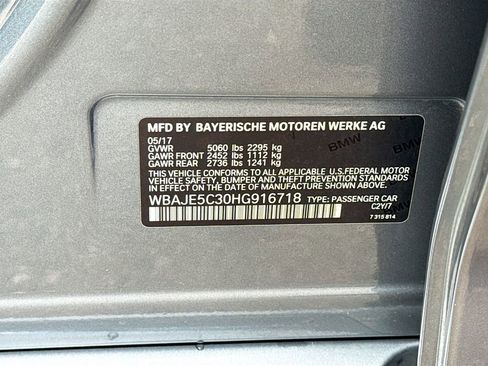 MFD BY BAYERISCHE MOTOREN WERKE AG
05/17
GVWR 5060 lbs 2295 kg
GAWR FRONT 2452 lbs 1112 kg
GAWR REAR 2736 lbs 1241 kg
THIS VEHICLE CONFORMS TO ALL APPLICABLE U.S.FEDERAL MOTOR
VEHICLE SAFETY, BUMPER, AND THEFT PREVENTION STANDARDS
IN EFFECT ON THE DATE OF MANUFACTURE SHOWN ABOVE.
WBAJE5C30HG916718 TYPE: PASSENGER CAR
C2Y/7
7 315 814
BMW
BMW